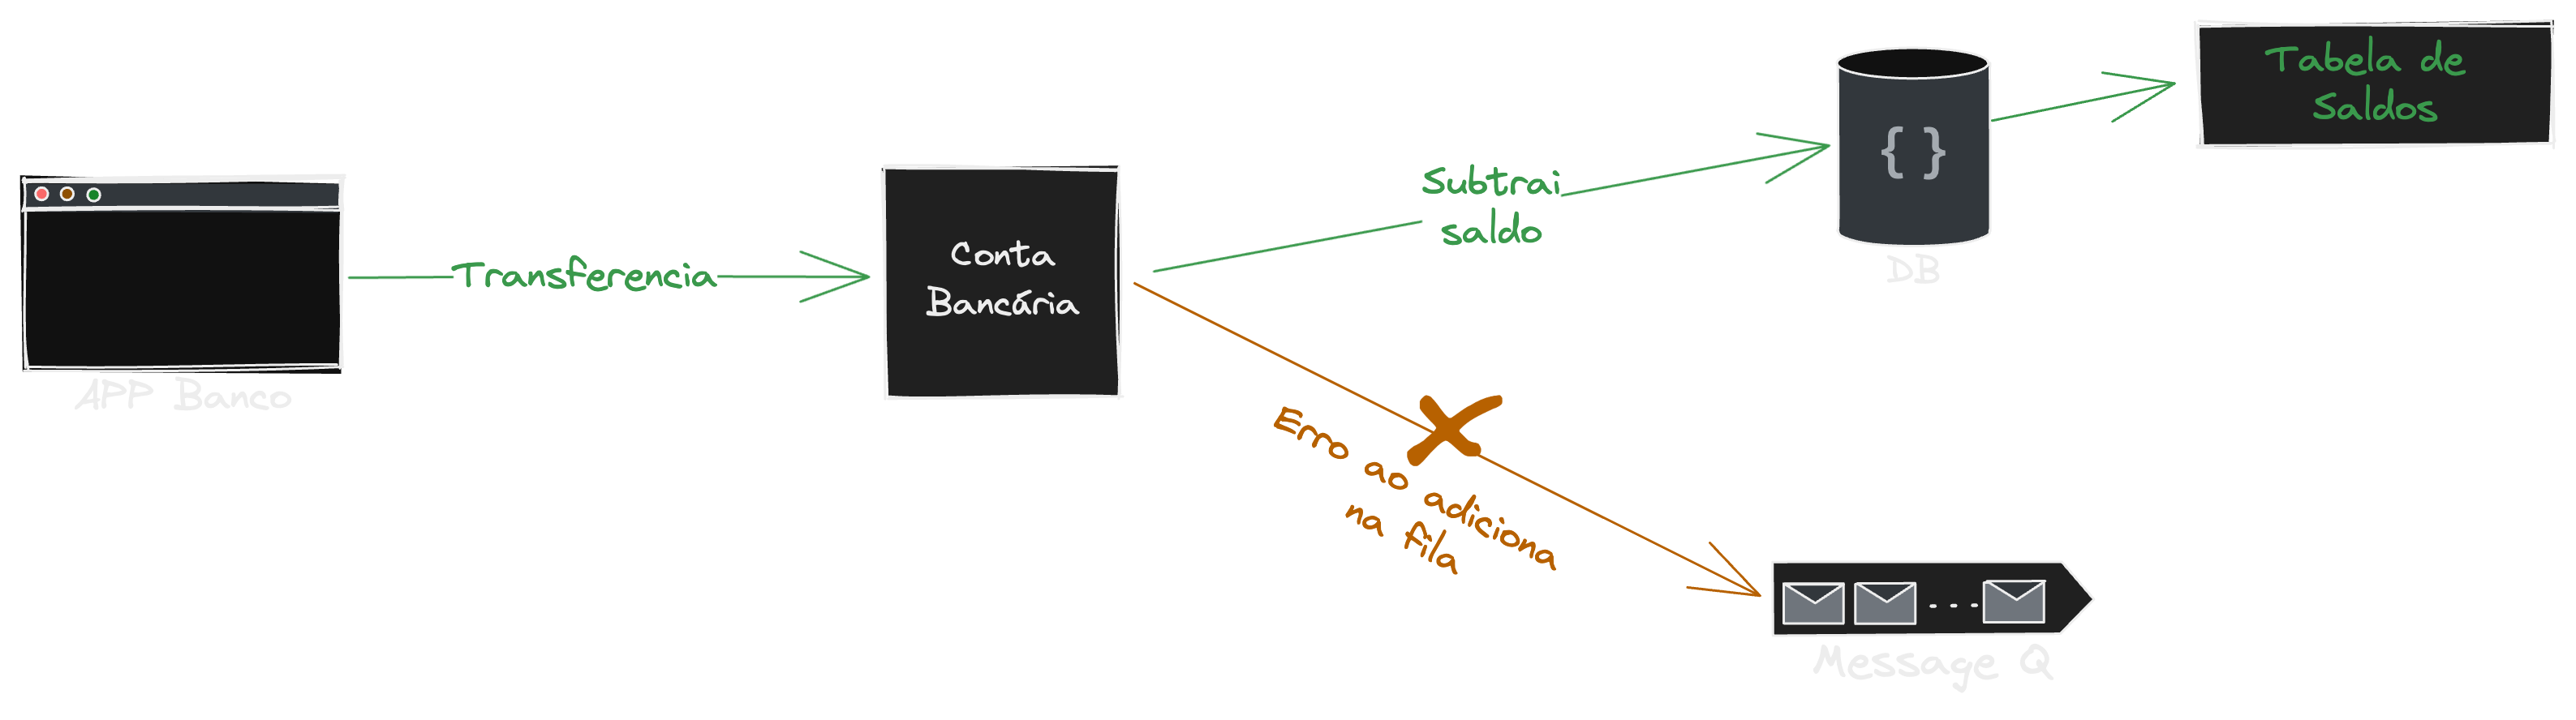 APP Banco
Transferencia
Conta
Bancária
Subtrai
saldo
{ }
DB
Tabela de
Saldos
Erro ao adiciona
na fila
Message Q